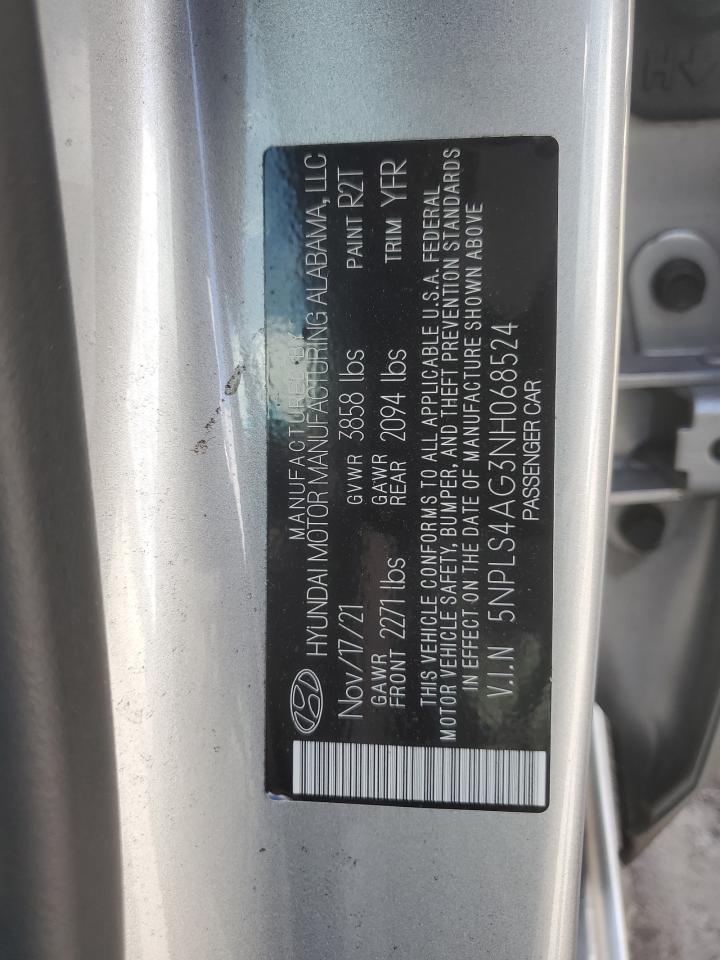 MANUFACTURED BY
HYUNDAI MOTOR MANUFACTURING ALABAMA, LLC
Nov/17/21 GVWR 3858 lbs PAINT R2T
GAWR GAWR
FRONT 2271 lbs REAR 2094 lbs TRIM YFR
THIS VEHICLE CONFORMS TO ALL APPLICABLE U.S.A. FEDERAL
MOTOR VEHICLE SAFETY, BUMPER, AND THEFT PREVENTION STANDARDS
IN EFFECT ON THE DATE OF MANUFACTURE SHOWN ABOVE
V.I.N 5NPLS4AG3NH068524
PASSENGER CAR